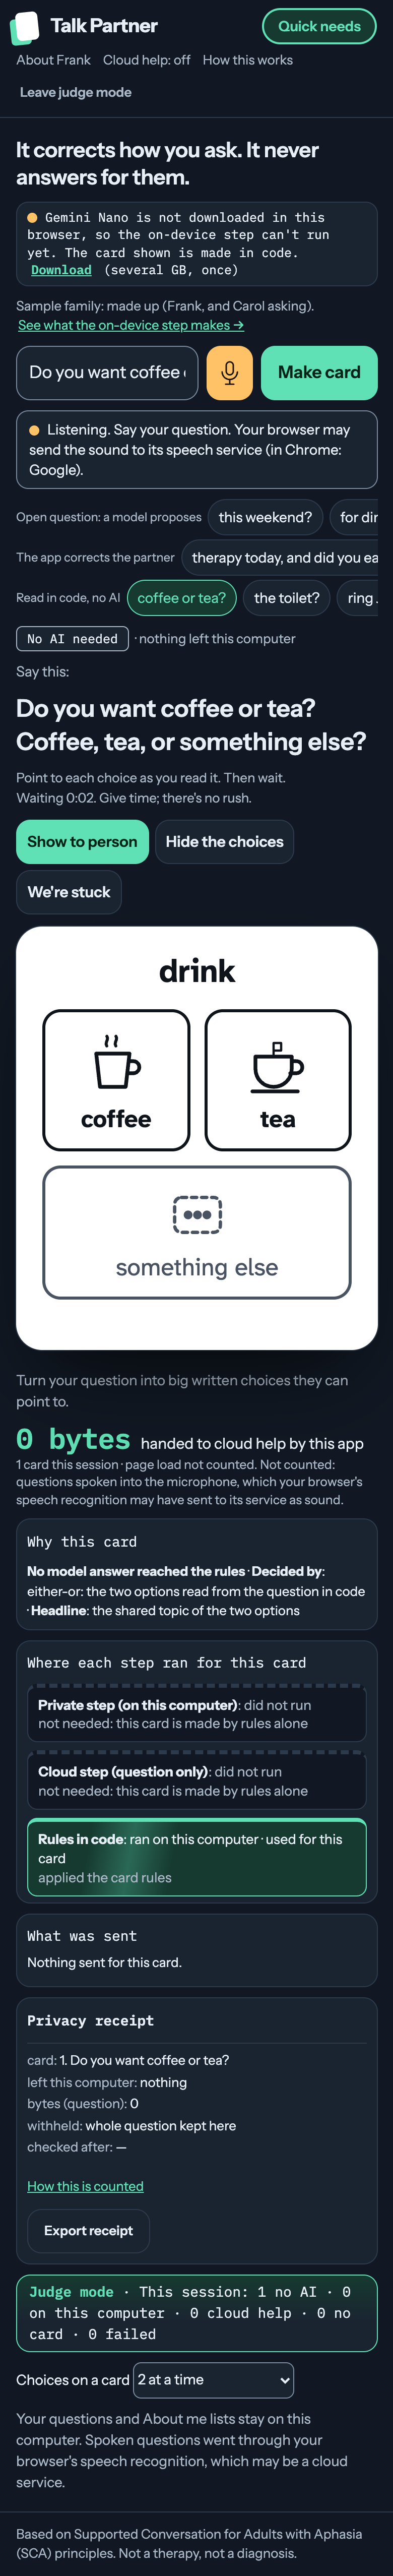 Talk Partner
Quick needs
About Frank Cloud help: off How this works
Leave judge mode
It corrects how you ask. It never
answers for them.
Gemini Nano is not downloaded in this
browser, so the on-device step can't run
yet. The card shown is made in code.
Download (several GB, once)
Sample family: made up (Frank, and Carol asking).
See what the on-device step makes →
Do you want coffee
Make card
Listening. Say your question. Your browser may
send the sound to its speech service (in Chrome:
Google).
Open question: a model proposes this weekend? for din
The app corrects the partner therapy today, and did you ea
Read in code, no AI coffee or tea? the toilet? ring .
No AI needed · nothing left this computer
Say this:
Do you want coffee or tea?
Coffee, tea, or something else?
Point to each choice as you read it. Then wait.
Waiting 0:02. Give time; there's no rush.
Show to person Hide the choices
We're stuck
drink
coffee tea
something else
Turn your question into big written choices they can
point to.
0 bytes handed to cloud help by this app
1 card this session · page load not counted. Not counted:
questions spoken into the microphone, which your browser's
speech recognition may have sent to its service as sound.
Why this card
No model answer reached the rules · Decided by:
either-or: the two options read from the question in code
· Headline: the shared topic of the two options
Where each step ran for this card
Private step (on this computer): did not run
not needed: this card is made by rules alone
Cloud step (question only): did not run
not needed: this card is made by rules alone
Rules in code: ran on this computer · used for this
card
applied the card rules
What was sent
Nothing sent for this card.
Privacy receipt
card: 1. Do you want coffee or tea?
left this computer: nothing
bytes (question): 0
withheld: whole question kept here
checked after: —
How this is counted
Export receipt
Judge mode · This session: 1 no AI · 0
on this computer · 0 cloud help · 0 no
card · 0 failed
Choices on a card 2 at a time
Your questions and About me lists stay on this
computer. Spoken questions went through your
browser's speech recognition, which may be a cloud
service.
Based on Supported Conversation for Adults with Aphasia
(SCA) principles. Not a therapy, not a diagnosis.